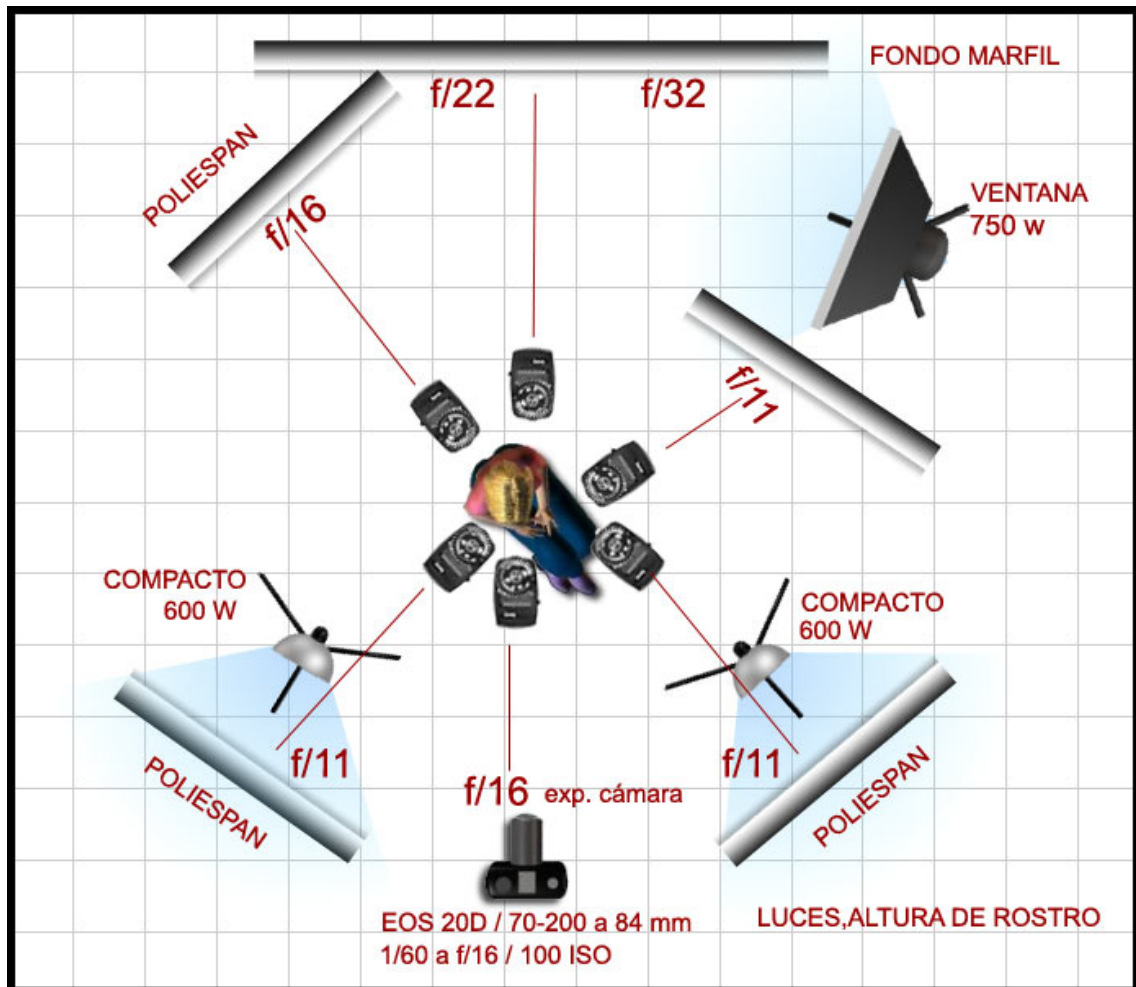 FONDO MARFIL
f/22
f/32
POLIESPAN
f/16
VENTANA
750 w
f/11
COMPACTO
600 W
COMPACTO
600 W
f/11
POLIESPAN
f/16 exp. cámara
f/11
POLIESPAN
EOS 20D / 70-200 a 84 mm
1/60 a f/16 / 100 ISO
LUCES,ALTURA DE ROSTRO